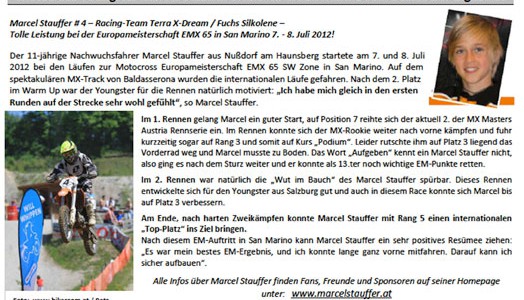 Marcel Stauffer # 4 – Racing-Team Terra X-Dream / Fuchs Silkolene –
Tolle Leistung bei der Europameisterschaft EMX 65 in San Marino 7. - 8. Juli 2012!
Der 11-jährige Nachwuchsfahrer Marcel Stauffer aus Nußdorf am Haunsberg startete am 7. und 8. Juli
2012 bei den Läufen zur Motocross Europameisterschaft EMX 65 SW Zone in San Marino. Auf dem
spektakulären MX-Track von Baldasserona wurden die internationalen Läufe gefahren. Nach dem 2. Platz
im Warm Up war der Youngster für die Rennen natürlich motiviert: „Ich habe mich gleich in den ersten
Runden auf der Strecke sehr wohl gefühlt“, so Marcel Stauffer.
Im 1. Rennen gelang Marcel ein guter Start, auf Position 7 reihte sich der aktuell 2. der MX Masters
Austria Rennserie ein. Im Rennen konnte sich der MX-Rookie weiter nach vorne kämpfen und fuhr
kurzzeitig sogar auf Rang 3 und somit auf Kurs „Podium“. Leider rutschte ihm auf Platz 3 liegend das
Vorderrad weg und Marcel musste zu Boden. Das Wort „Aufgeben“ kennt ein Marcel Stauffer nicht,
also ging es nach dem Sturz weiter und er konnte als 13.ter noch wichtige EM-Punkte retten.
Im 2. Rennen war natürlich die „Wut im Bauch“ des Marcel Stauffer spürbar. Dieses Rennen
entwickelte sich für den Youngster aus Salzburg gut und auch in diesem Race konnte sich Marcel bis
auf Platz 3 verbessern.
Am Ende, nach harten Zweikämpfen konnte Marcel Stauffer mit Rang 5 einen internationalen
„Top-Platz“ ins Ziel bringen.
Nach diesem EM-Auftritt in San Marino kann Marcel Stauffer ein sehr positives Resümee ziehen:
„Es war mein bestes EM-Ergebnis, und ich konnte lange ganz vorne mitfahren. Darauf kann ich
sicher aufbauen“.
Alle Infos über Marcel Stauffer finden Fans, Freunde und Sponsoren auf seiner Homepage
unter: www.marcelstauffer.at